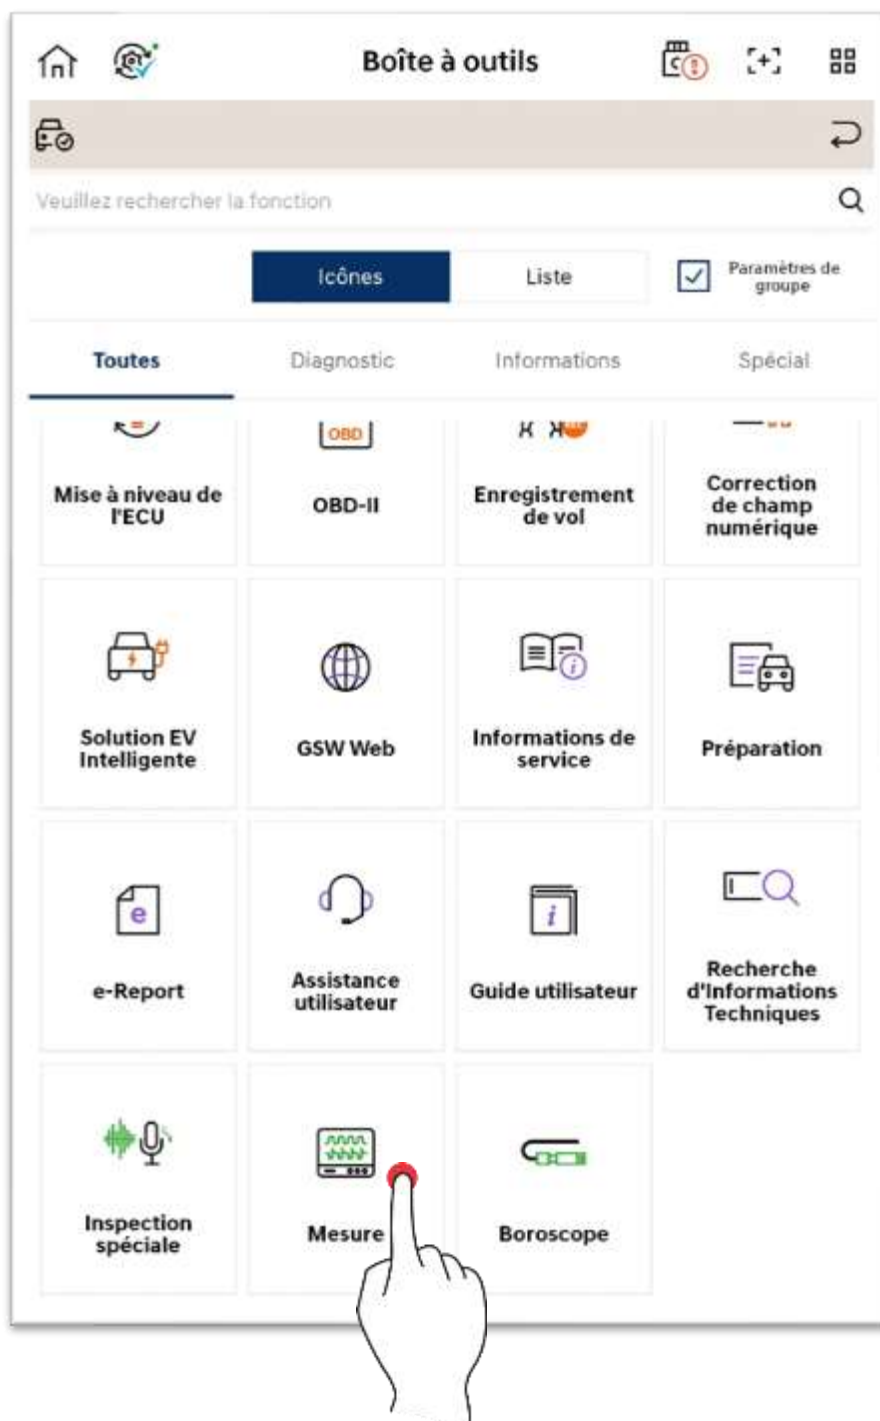 Boîte à outils
Veuillez rechercher la fonction
Icônes
Liste
Paramètres de
groupe
Toutes
Diagnostic
Informations
Spécial
OBD
Mise à niveau de
l'ECU
OBD-II
Enregistrement
de vol
Correction
de champ
numérique
Solution EV
Intelligente
GSW Web
Informations de
service
Préparation
e
e-Report
Assistance
utilisateur
i
Guide utilisateur
Recherche
d'Informations
Techniques
Inspection
spéciale
Mesure
Boroscope